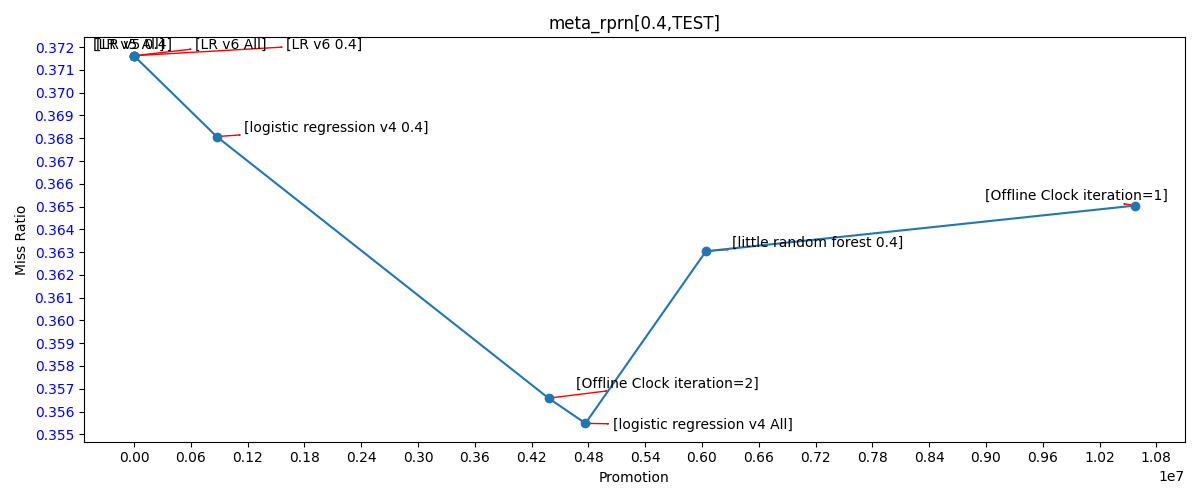 meta_rprn[0.4,TEST]
0.372
0.371
0.370
0.369
0.368
0.367
0.366
0.365
0.364
0.363
0.362
0.361
0.360
0.359
0.358
0.357
0.356
0.355
Miss Ratio
[LR v6 All]
[LR v6 0.4]
[logistic regression v4 0.4]
[Offline Clock iteration=1]
[little random forest 0.4]
[Offline Clock iteration=2]
[logistic regression v4 All]
0.00 0.06 0.12 0.18 0.24 0.30 0.36 0.42 0.48 0.54 0.60 0.66 0.72 0.78 0.84 0.90 0.96 1.02 1.08
1e7
Promotion